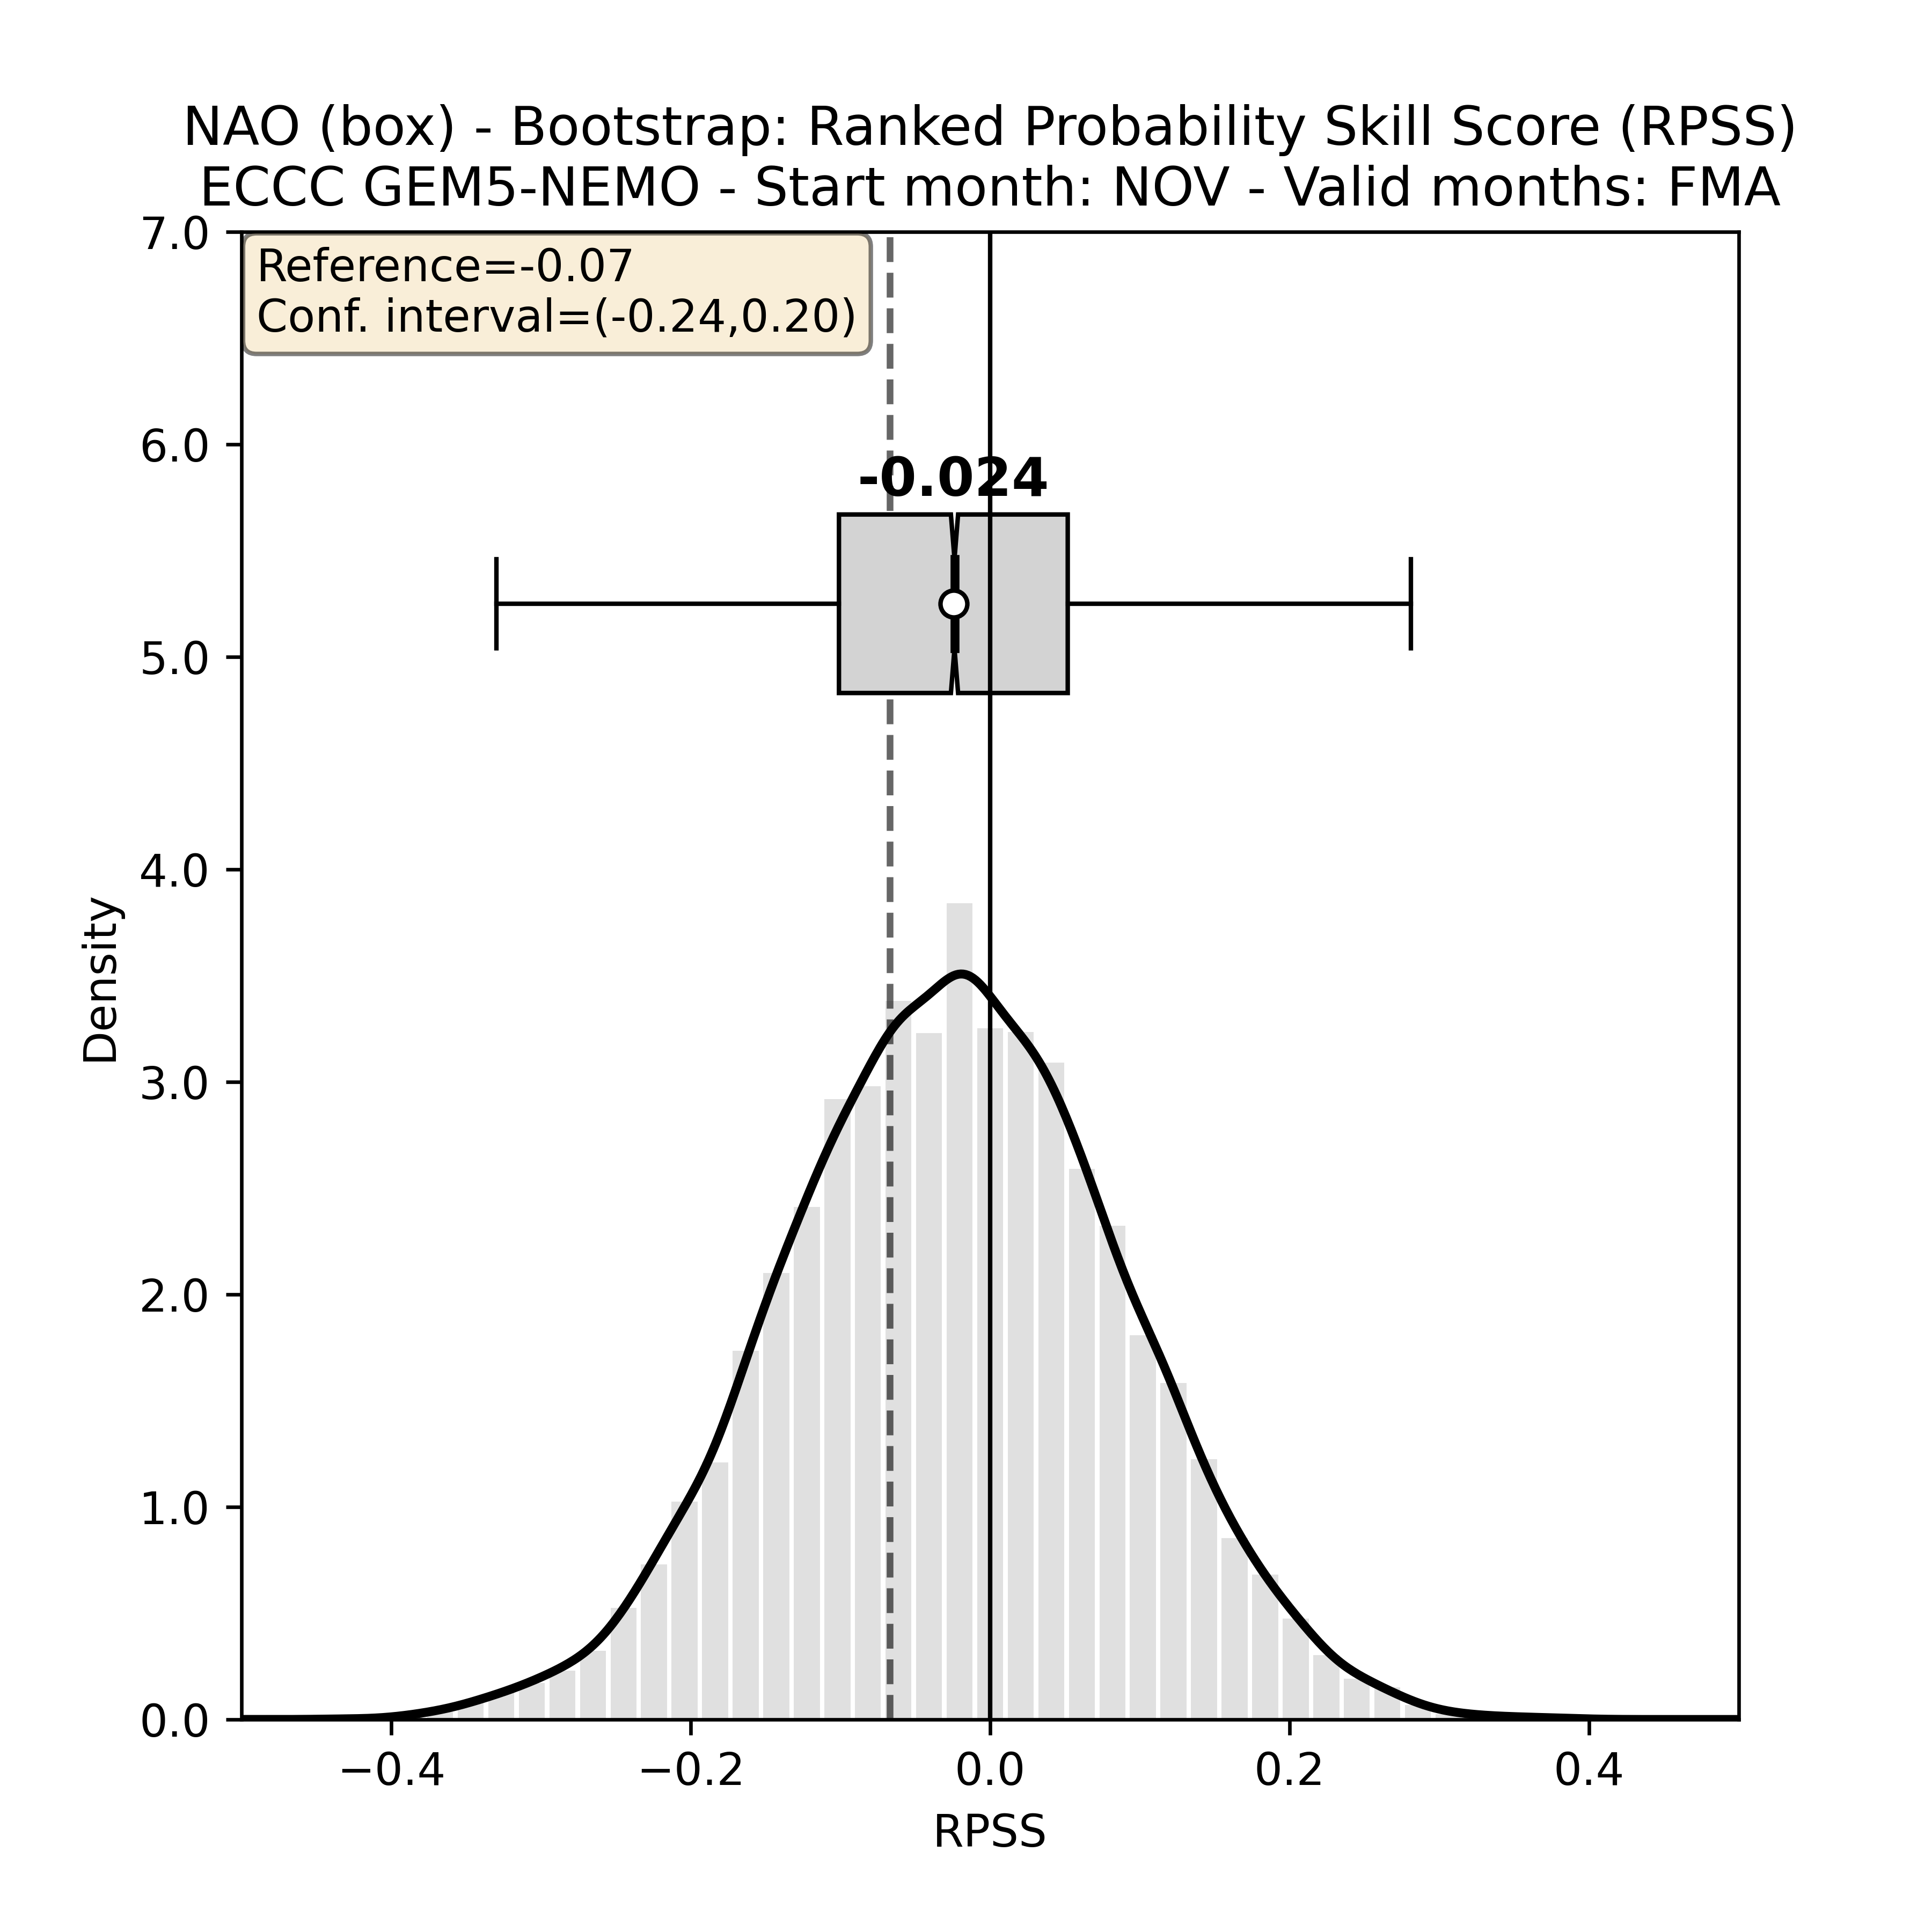 NAO (box) - Bootstrap: Ranked Probability Skill Score (RPSS)
ECCC GEM5-NEMO - Start month: NOV - Valid months: FMA
Reference=-0.07
Conf. interval=(-0.24,0.20)
-0.024
7.0
6.0
5.0
4.0
3.0
2.0
1.0
0.0
Density
−0.4
−0.2
0.0
0.2
0.4
RPSS